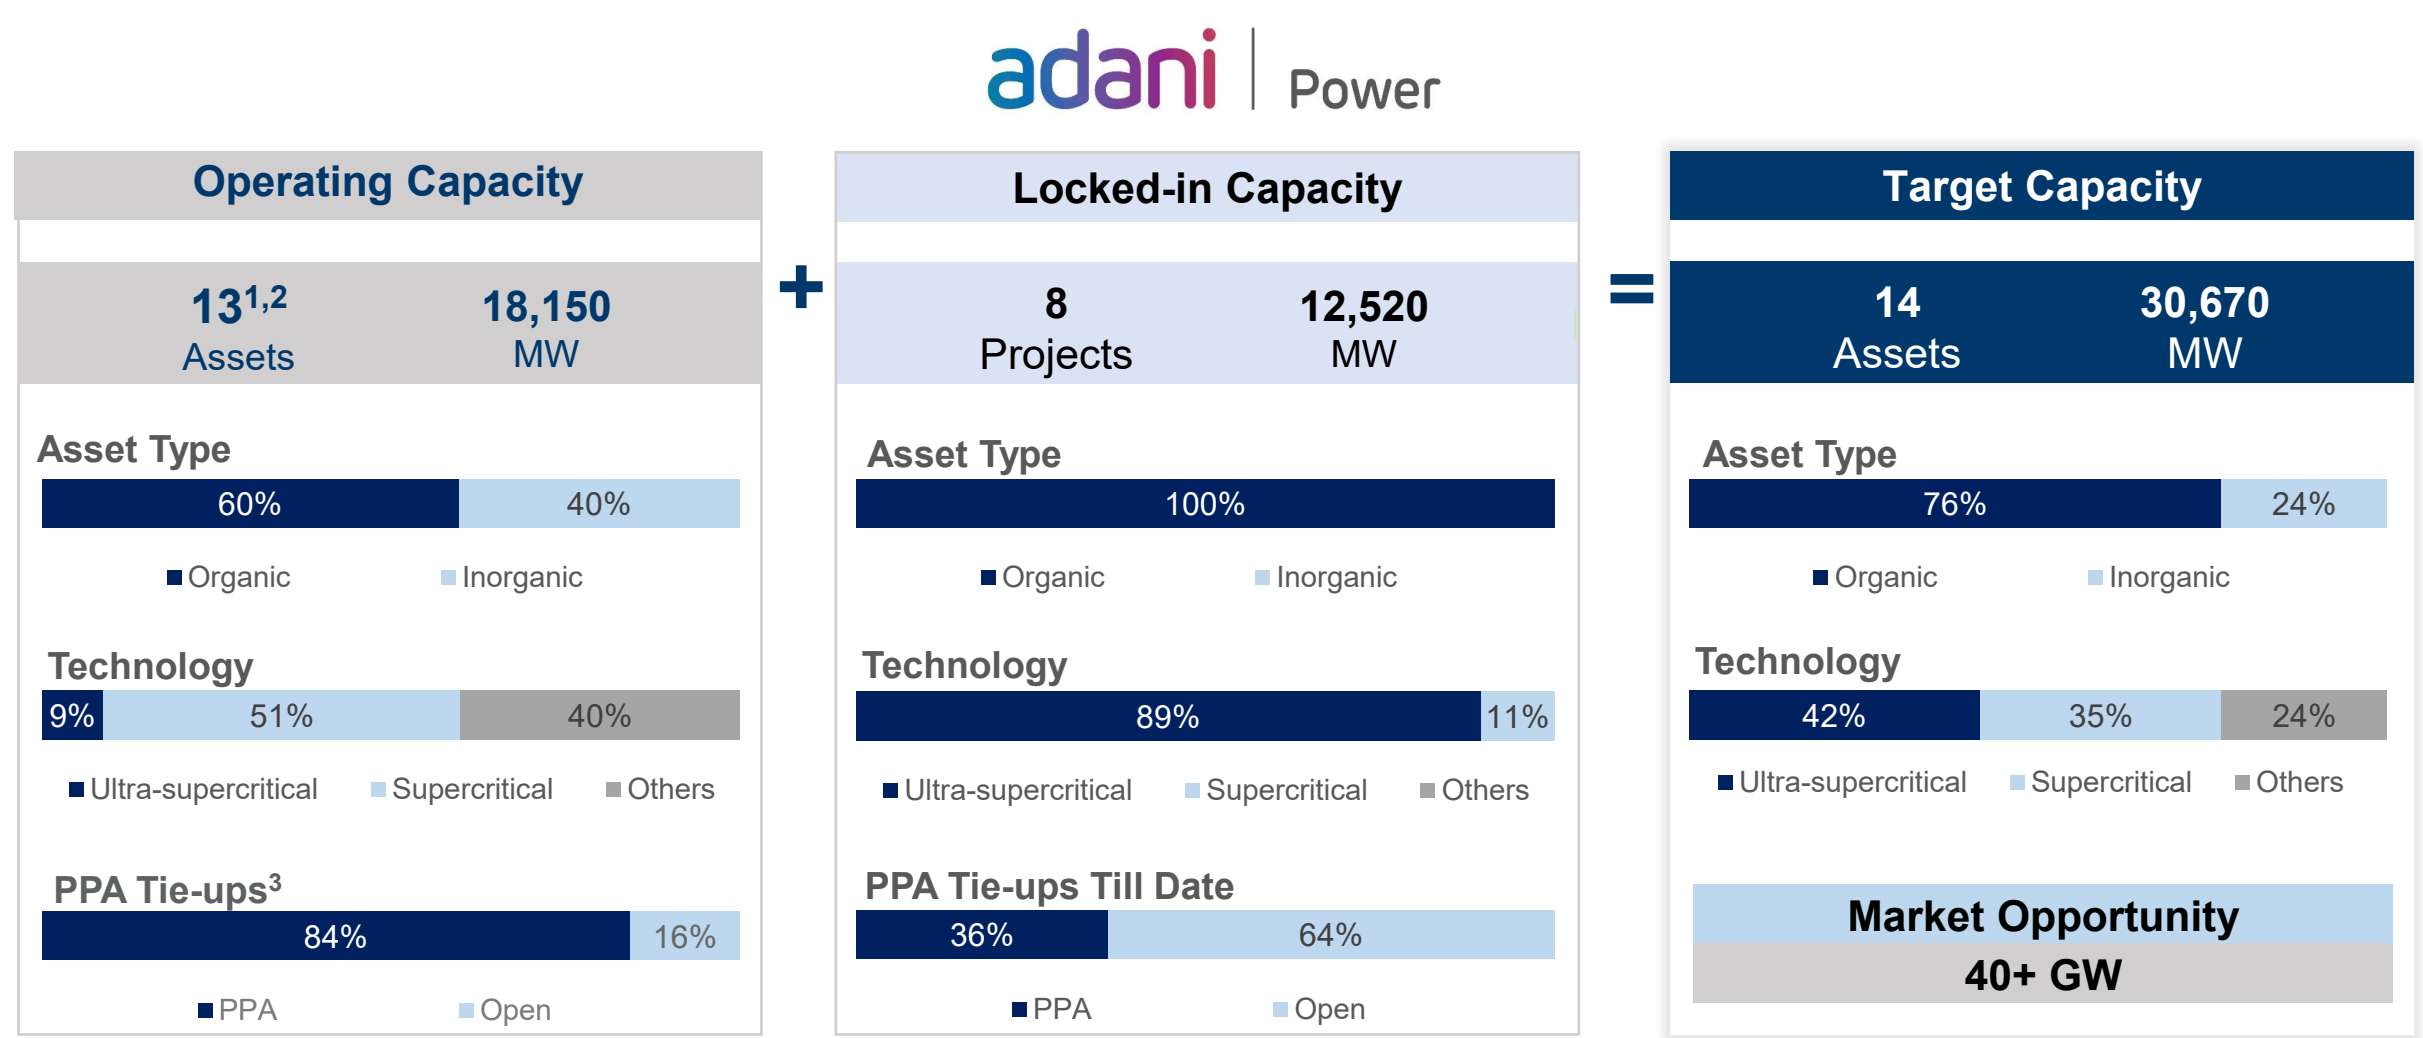 adani | Power
Operating Capacity
13¹,² 18,150
Assets MW
Asset Type
60% 40%
Organic Inorganic
Technology
9% 51% 40%
Ultra-supercritical Supercritical Others
PPA Tie-ups³
84% 16%
PPA Open
+
Locked-in Capacity
8 12,520
Projects MW
Asset Type
100%
Organic Inorganic
Technology
89% 11%
Ultra-supercritical Supercritical Others
PPA Tie-ups Till Date
36% 64%
PPA Open
=
Target Capacity
14 30,670
Assets MW
Asset Type
76% 24%
Organic Inorganic
Technology
42% 35% 24%
Ultra-supercritical Supercritical Others
Market Opportunity
40+ GW